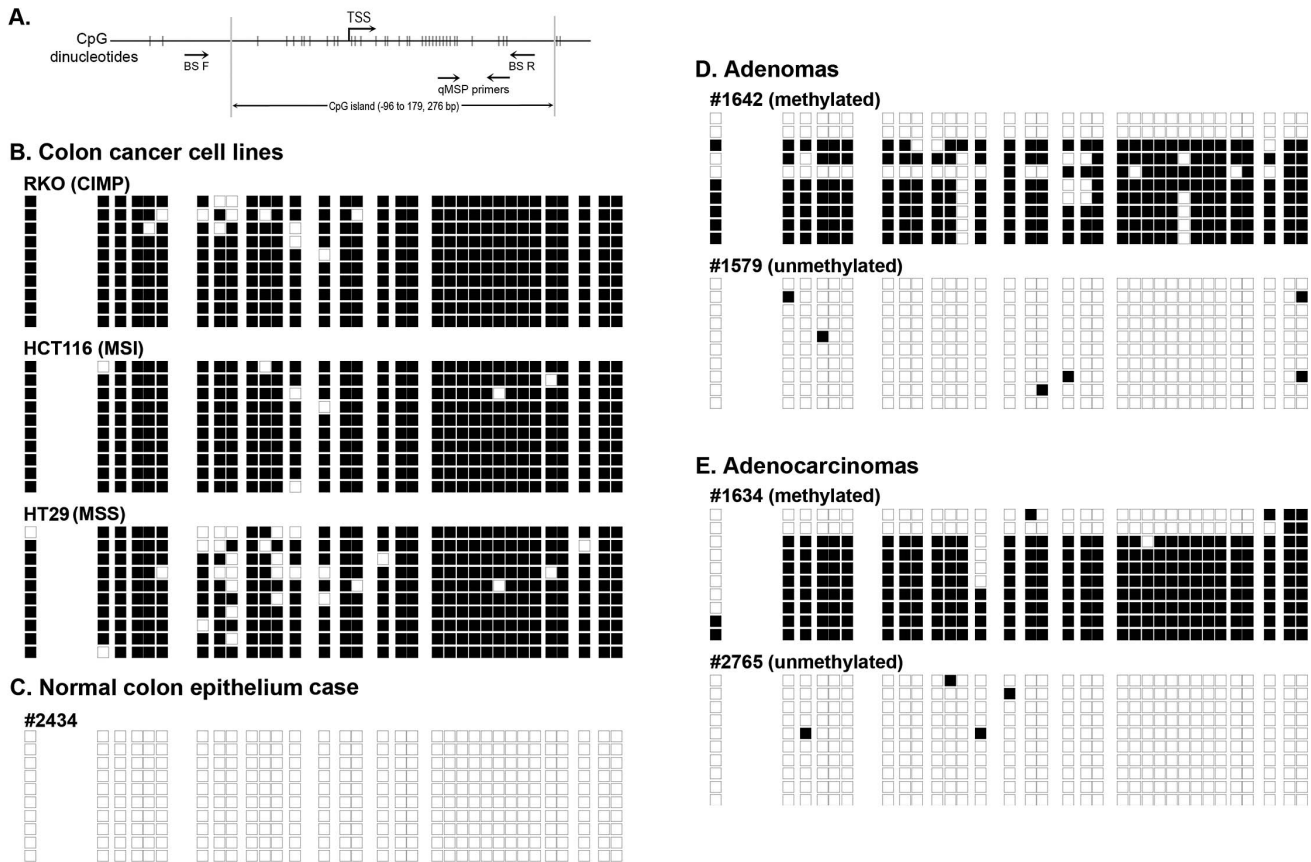 A.
TSS
CpG
dinucleotides
BS F
BS R
qMSP primers
CpG island (-96 to 179, 276 bp)
B. Colon cancer cell lines
RKO (CIMP)
HCT116 (MSI)
HT29 (MSS)
C. Normal colon epithelium case
#2434
D. Adenomas
#1642 (methylated)
#1579 (unmethylated)
E. Adenocarcinomas
#1634 (methylated)
#2765 (unmethylated)